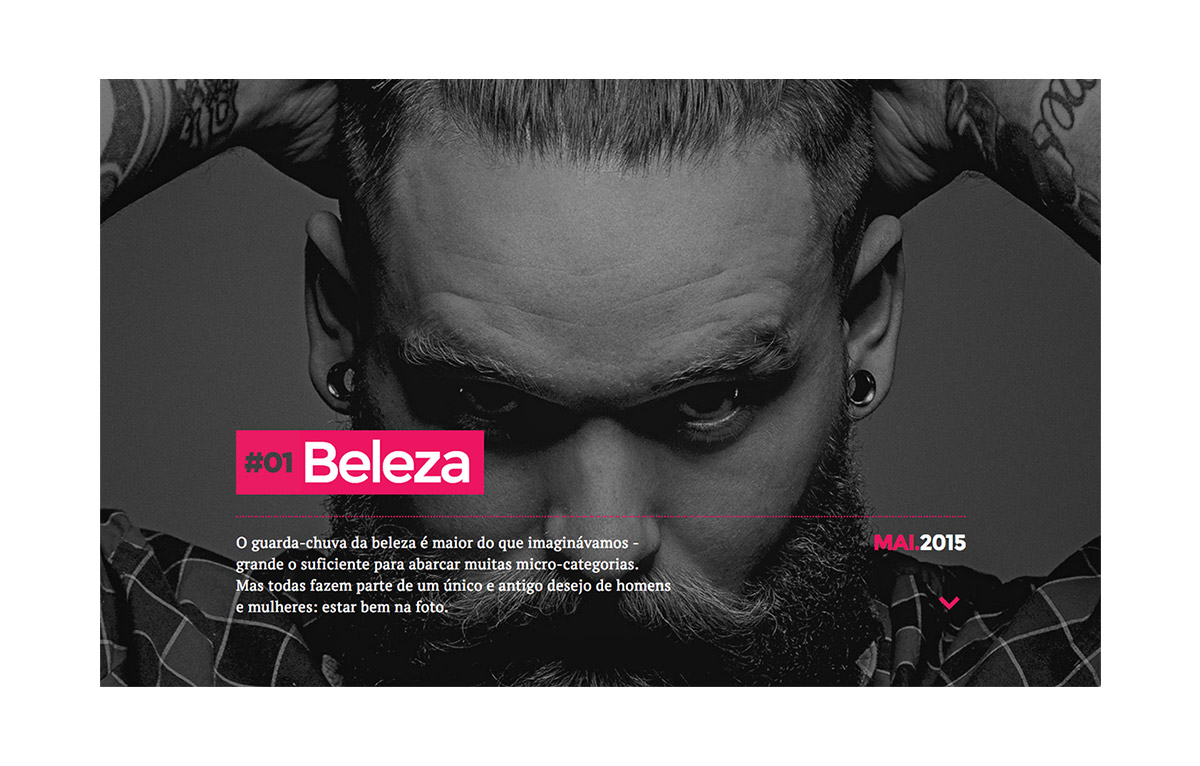 #01 Beleza
O guarda-chuva da beleza é maior do que imaginávamos -
grande o suficiente para abarcar muitas micro-categorias.
Mas todas fazem parte de um único e antigo desejo de homens
e mulheres: estar bem na foto.
MAI.2015